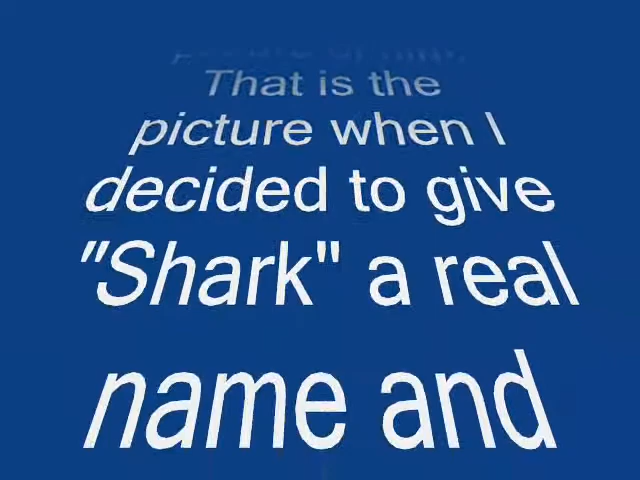 That is the
picture when I
decided to give
"Shark" a real
name and